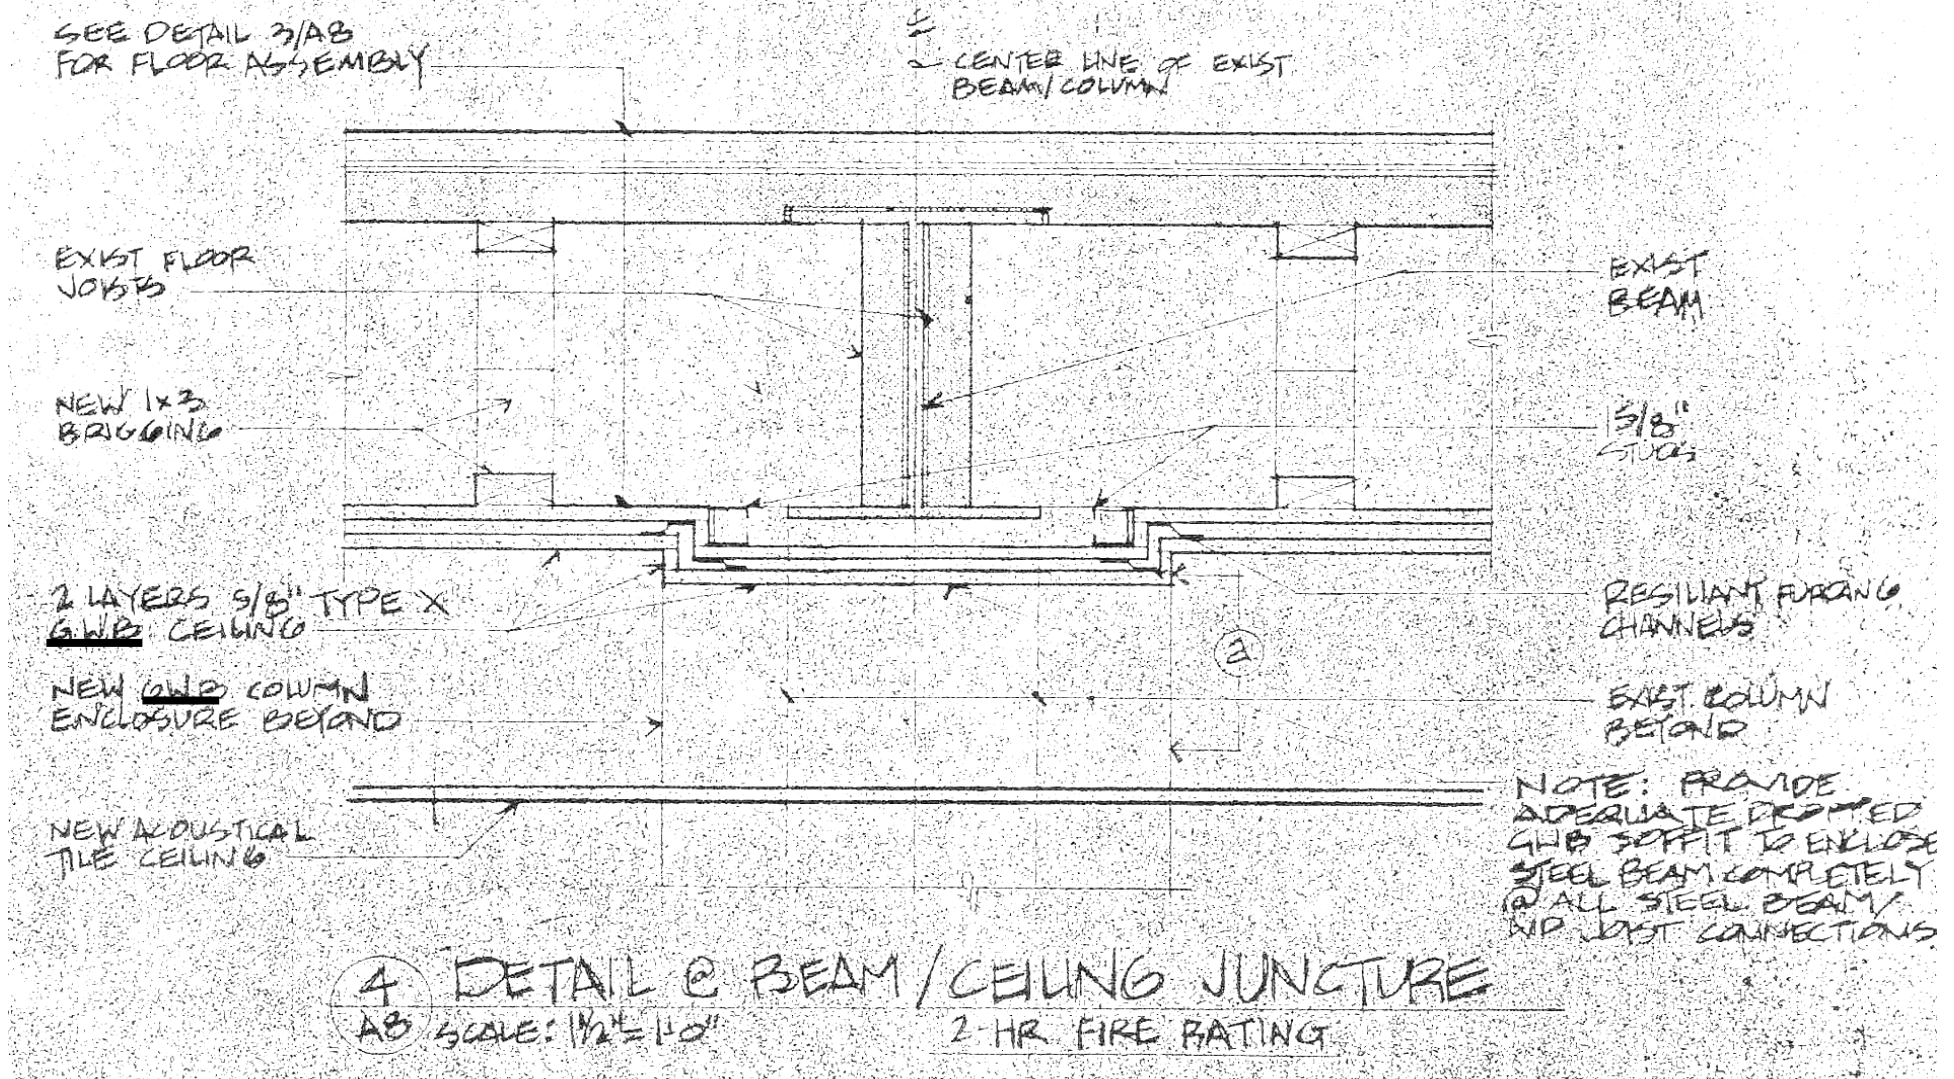 SEE DETAIL 3/A8
FOR FLOOR ASSEMBLY
CENTER LINE OF EXIST
BEAM/COLUMN
EXIST FLOOR
JOISTS
EXIST
BEAM
NEW 1x3
BRIGGING
15/8"
STUDS
2 LAYERS 5/8" TYPE X
G.W.B CEILING
RESILIANT FURRING
CHANNELS
2
NEW GWB COLUMN
ENCLOSURE BEYOND
EXIST COLUMN
BEYOND
NEW ACOUSTICAL
TILE CEILING
NOTE: PROVIDE
ADEQUATE DROPPED
GWB SOFFIT TO ENCLOSE
STEEL BEAM COMPLETELY
@ ALL STEEL BEAM/
WD JOIST CONNECTIONS
4
A8
DETAIL @ BEAM/CEILING JUNCTURE
SCALE: 1 1/2" = 1'-0"
2-HR FIRE RATING